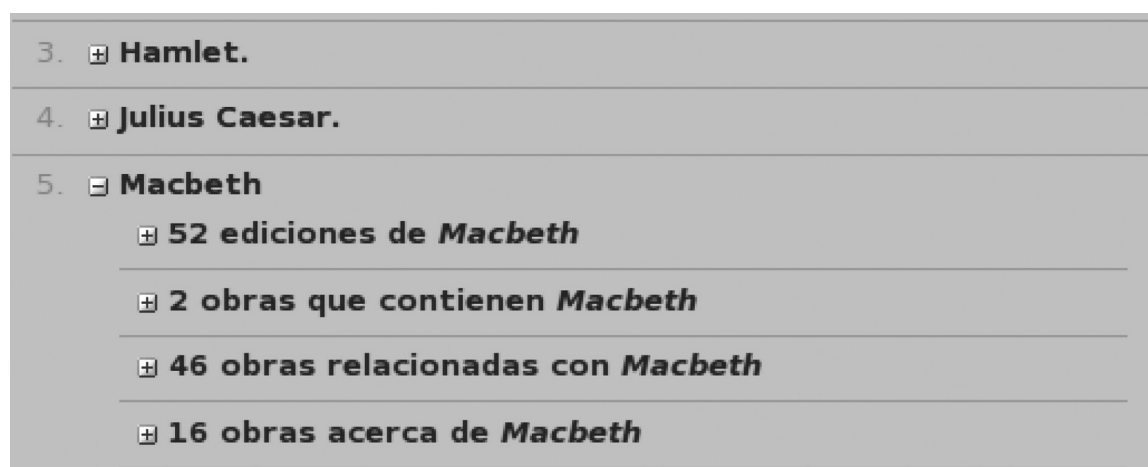 3. Hamlet.
4. Julius Caesar.
5. Macbeth
52 ediciones de Macbeth
2 obras que contienen Macbeth
46 obras relacionadas con Macbeth
16 obras acerca de Macbeth